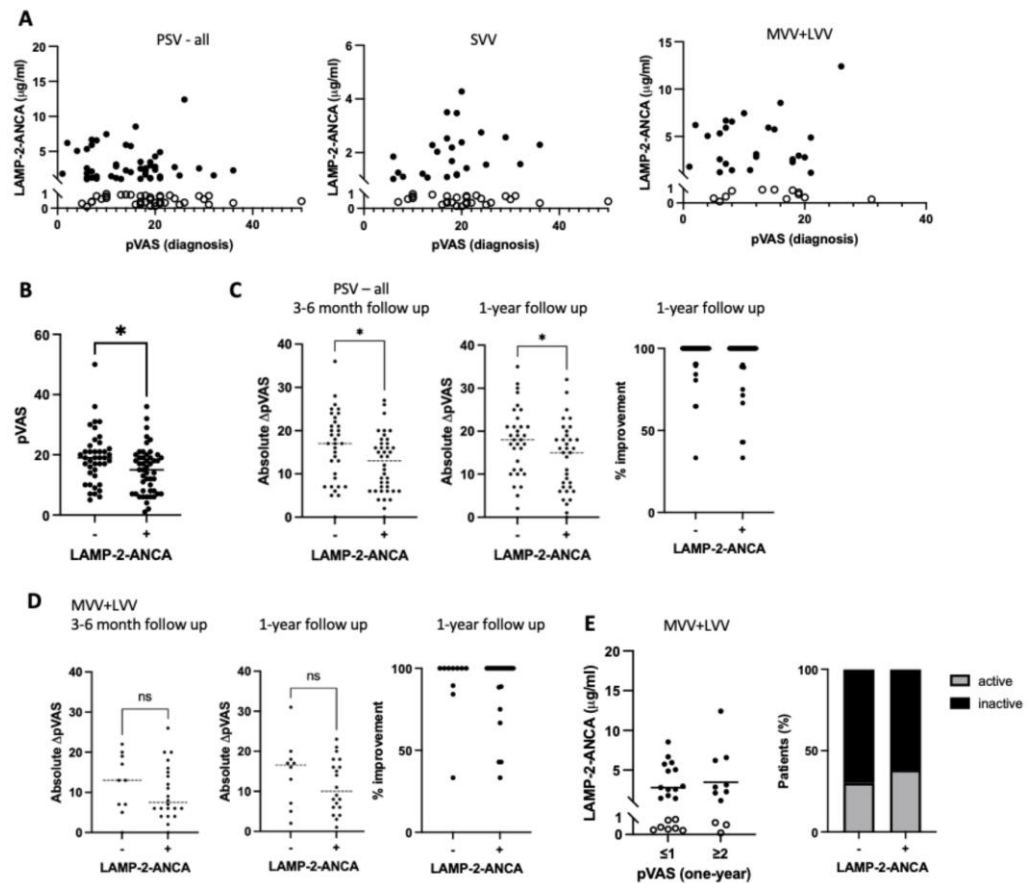 A
PSV - all
LAMP-2-ANCA (μg/ml)
20
15
10
5
1
0
0
20
40
pVAS (diagnosis)
SVV
LAMP-2-ANCA (μg/ml)
6
4
2
1
0
0
20
40
pVAS (diagnosis)
MVV+LVV
LAMP-2-ANCA (μg/ml)
15
10
5
1
0
0
20
40
pVAS (diagnosis)
B
pVAS
60
40
20
0
*
- +
LAMP-2-ANCA
C
PSV – all
3-6 month follow up
Absolute ΔpVAS
40
30
20
10
0
*
- +
LAMP-2-ANCA
1-year follow up
Absolute ΔpVAS
40
30
20
10
0
*
- +
LAMP-2-ANCA
1-year follow up
% improvement
100
50
0
- +
LAMP-2-ANCA
D
MVV+LVV
3-6 month follow up
Absolute ΔpVAS
40
30
20
10
0
ns
- +
LAMP-2-ANCA
1-year follow up
Absolute ΔpVAS
40
30
20
10
0
ns
- +
LAMP-2-ANCA
1-year follow up
% improvement
100
50
0
- +
LAMP-2-ANCA
E
MVV+LVV
LAMP-2-ANCA (μg/ml)
20
15
10
5
1
0
≤1 ≥2
pVAS (one-year)
Patients (%)
100
50
0
- +
LAMP-2-ANCA
active
inactive